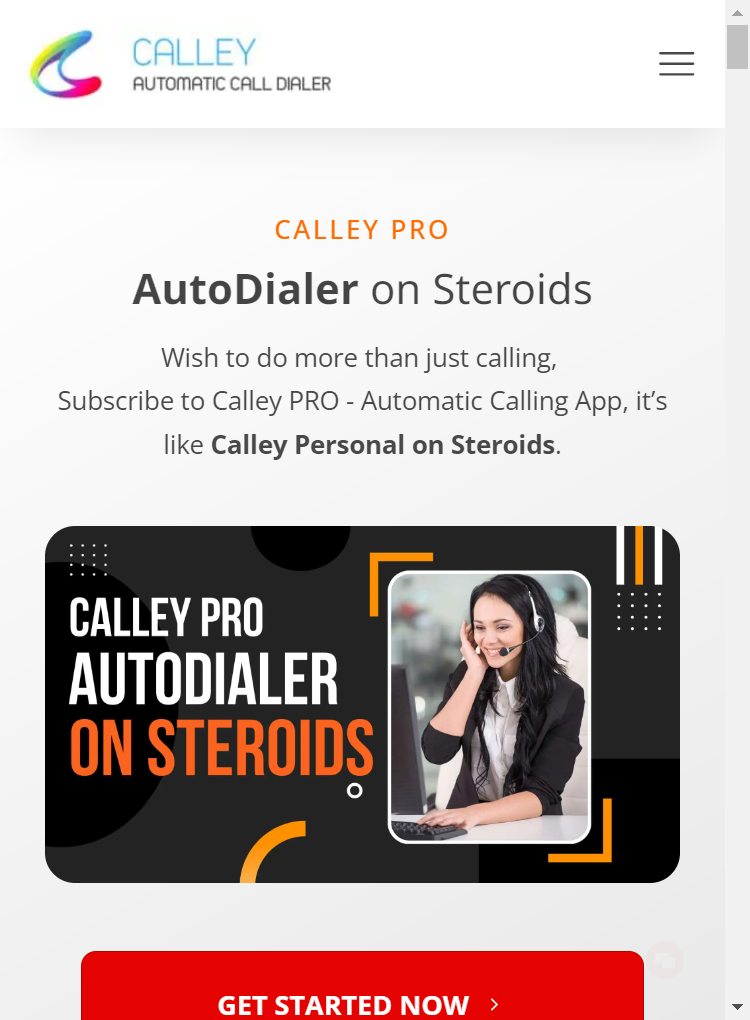 CALLEY
AUTOMATIC CALL DIALER
CALLEY PRO
AutoDialer on Steroids
Wish to do more than just calling,
Subscribe to Calley PRO - Automatic Calling App, it’s
like Calley Personal on Steroids.
CALLEY PRO
AUTODIALER
ON STEROIDS
GET STARTED NOW